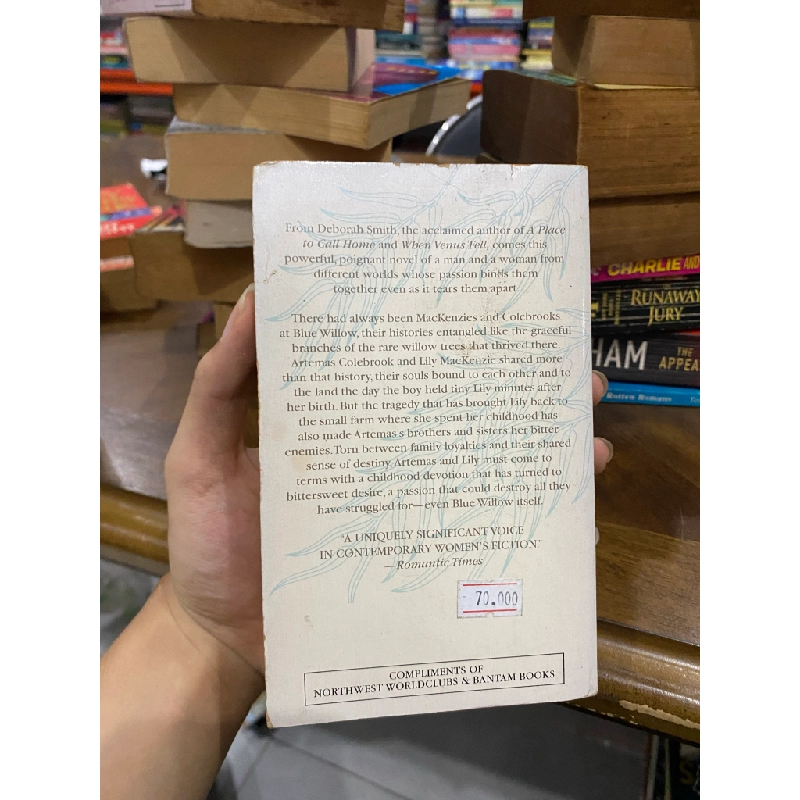 From Deborah Smith, the acclaimed author of A Place
to Call Home and When Venus Fell, comes this
powerful, poignant novel of a man and a woman from
different worlds whose passion binds them
together even as it tears them apart.
There had always been MacKenzies and Colebrooks
at Blue Willow, their histories entangled like the graceful
branches of the rare willow trees that thrived there.
Artemas Colebrook and Lily MacKenzie shared more
than that history, their souls bound to each other and to
the land the day the boy held tiny Lily minutes after
her birth. But the tragedy that has brought Lily back to
the small farm where she spent her childhood has
also made Artemas's brothers and sisters her bitter
enemies. Torn between family loyalties and their shared
sense of destiny, Artemas and Lily must come to
terms with a childhood devotion that has turned to
bittersweet desire, a passion that could destroy all they
have struggled for—even Blue Willow itself.
"A UNIQUELY SIGNIFICANT VOICE
IN CONTEMPORARY WOMEN'S FICTION."
—Romantic Times
70.000
COMPLIMENTS OF
NORTHWEST WORLDCLUBS & BANTAM BOOKS
CHARLIE AND
RUNAWAY
JURY
HAM
THE
APPEA
Rotten Romans